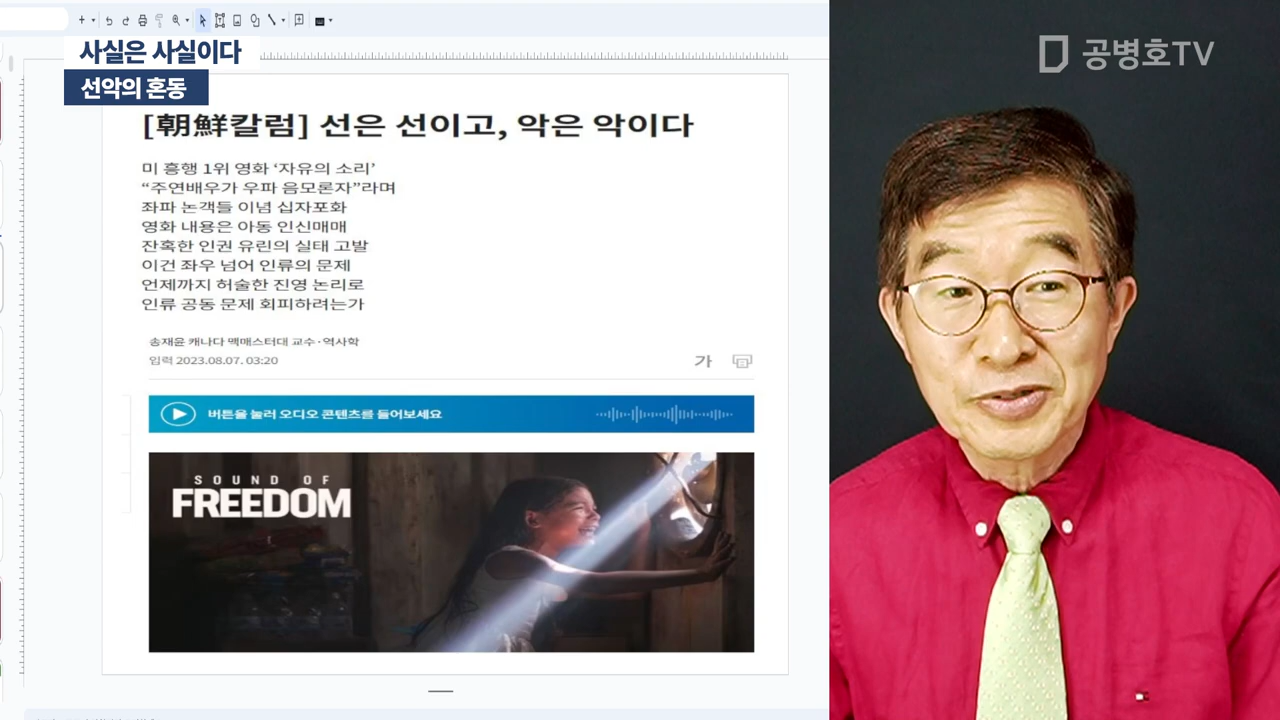 사실은 사실이다
선악의 혼동
공병호TV
[朝鮮칼럼] 선은 선이고, 악은 악이다
미 흥행 1위 영화 ‘자유의 소리’
“주연배우가 우파 음모론자”라며
좌파 논객들 이념 십자포화
영화 내용은 아동 인신매매
잔혹한 인권 유린의 실태 고발
이건 좌우 넘어 인류의 문제
언제까지 허술한 진영 논리로
인류 공동 문제 회피하려는가
송재윤 캐나다 맥매스터대 교수·역사학
입력 2023.08.07. 03:20
가
버튼을 눌러 오디오 콘텐츠를 들어보세요
SOUND OF
FREEDOM